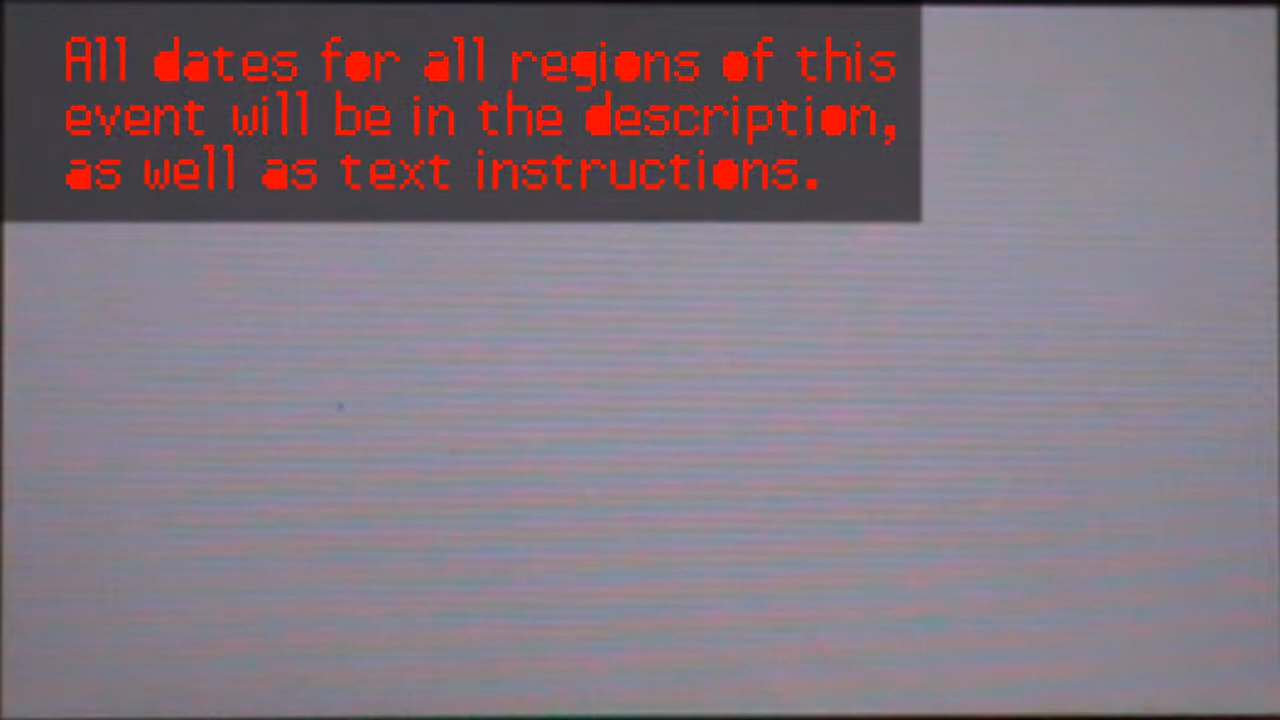 All dates for all regions of this
event will be in the description,
as well as text instructions.